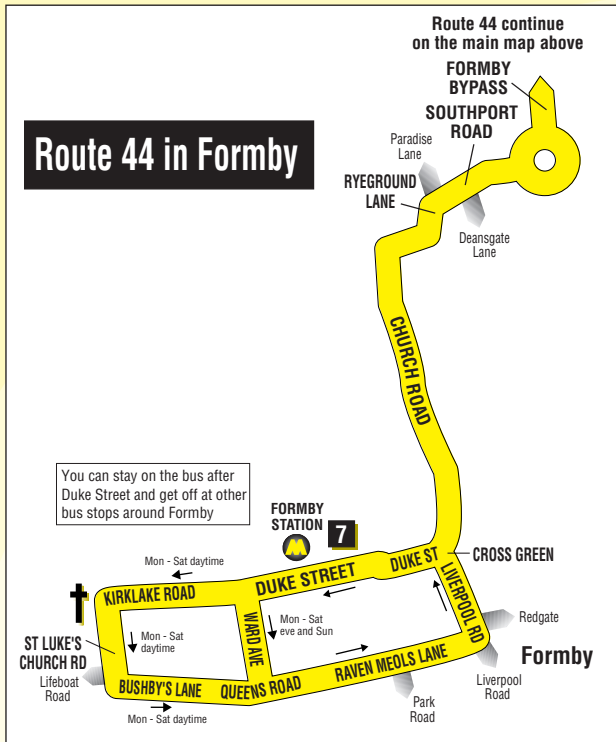 Route 44 continue
on the main map above
FORMBY
BYPASS
SOUTHPORT
ROAD
Route 44 in Formby
Paradise
Lane
RYEGROUND
LANE
Deansgate
Lane
CHURCH ROAD
You can stay on the bus after
Duke Street and get off at other
bus stops around Formby
FORMBY
STATION
7
M
Mon - Sat daytime
KIRKLAKE ROAD
DUKE STREET
DUKE ST
CROSS GREEN
LIVERPOOL RD
WARD AVE
Mon - Sat
eve and Sun
Mon - Sat
daytime
ST LUKE'S
CHURCH RD
Lifeboat
Road
BUSHBY'S LANE
QUEENS ROAD
RAVEN MEOLS LANE
Mon - Sat daytime
Redgate
Formby
Liverpool
Road
Park
Road